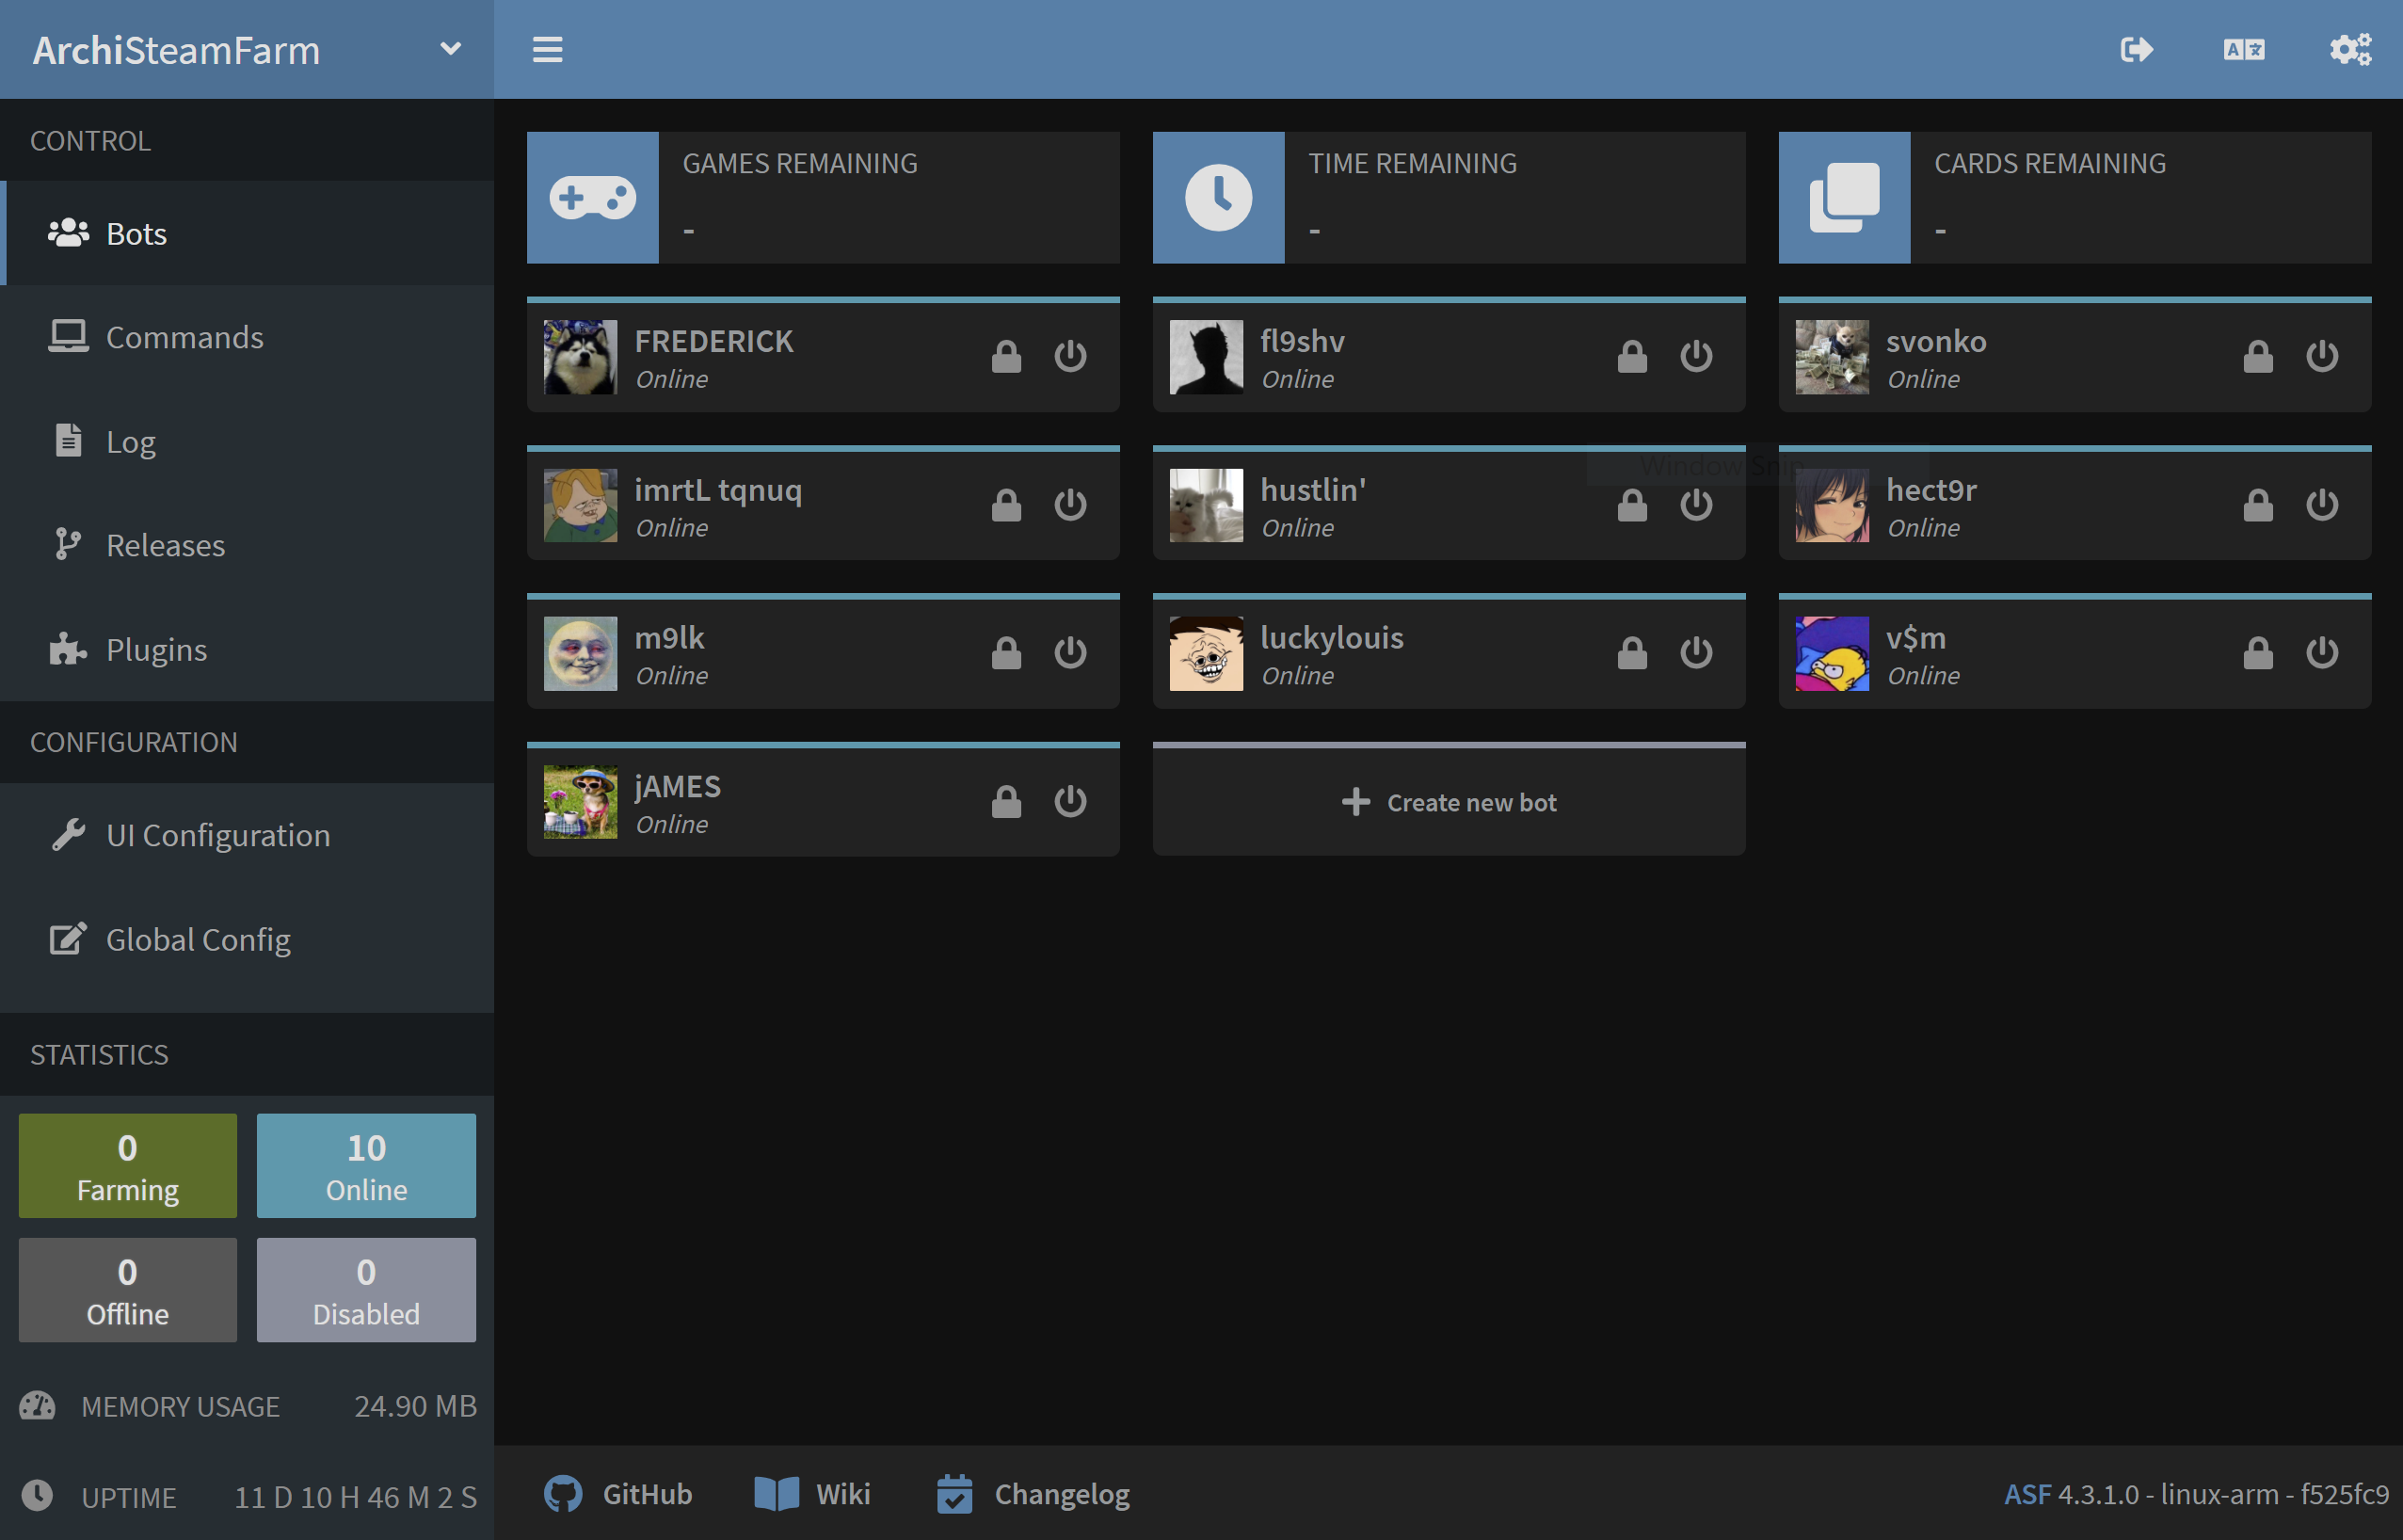 ArchiSteamFarm
CONTROL
Bots
Commands
Log
Releases
Plugins
CONFIGURATION
UI Configuration
Global Config
STATISTICS
0
Farming
10
Online
0
Offline
0
Disabled
MEMORY USAGE 24.90 MB
UPTIME 11 D 10 H 46 M 2 S
GAMES REMAINING
-
TIME REMAINING
-
CARDS REMAINING
-
FREDERICK
Online
fl9shv
Online
svonko
Online
Window Snip
imrtL tqnuq
Online
hustlin'
Online
hect9r
Online
m9lk
Online
luckylouis
Online
v$m
Online
jAMES
Online
Create new bot
GitHub Wiki Changelog
ASF 4.3.1.0 - linux-arm - f525fc9